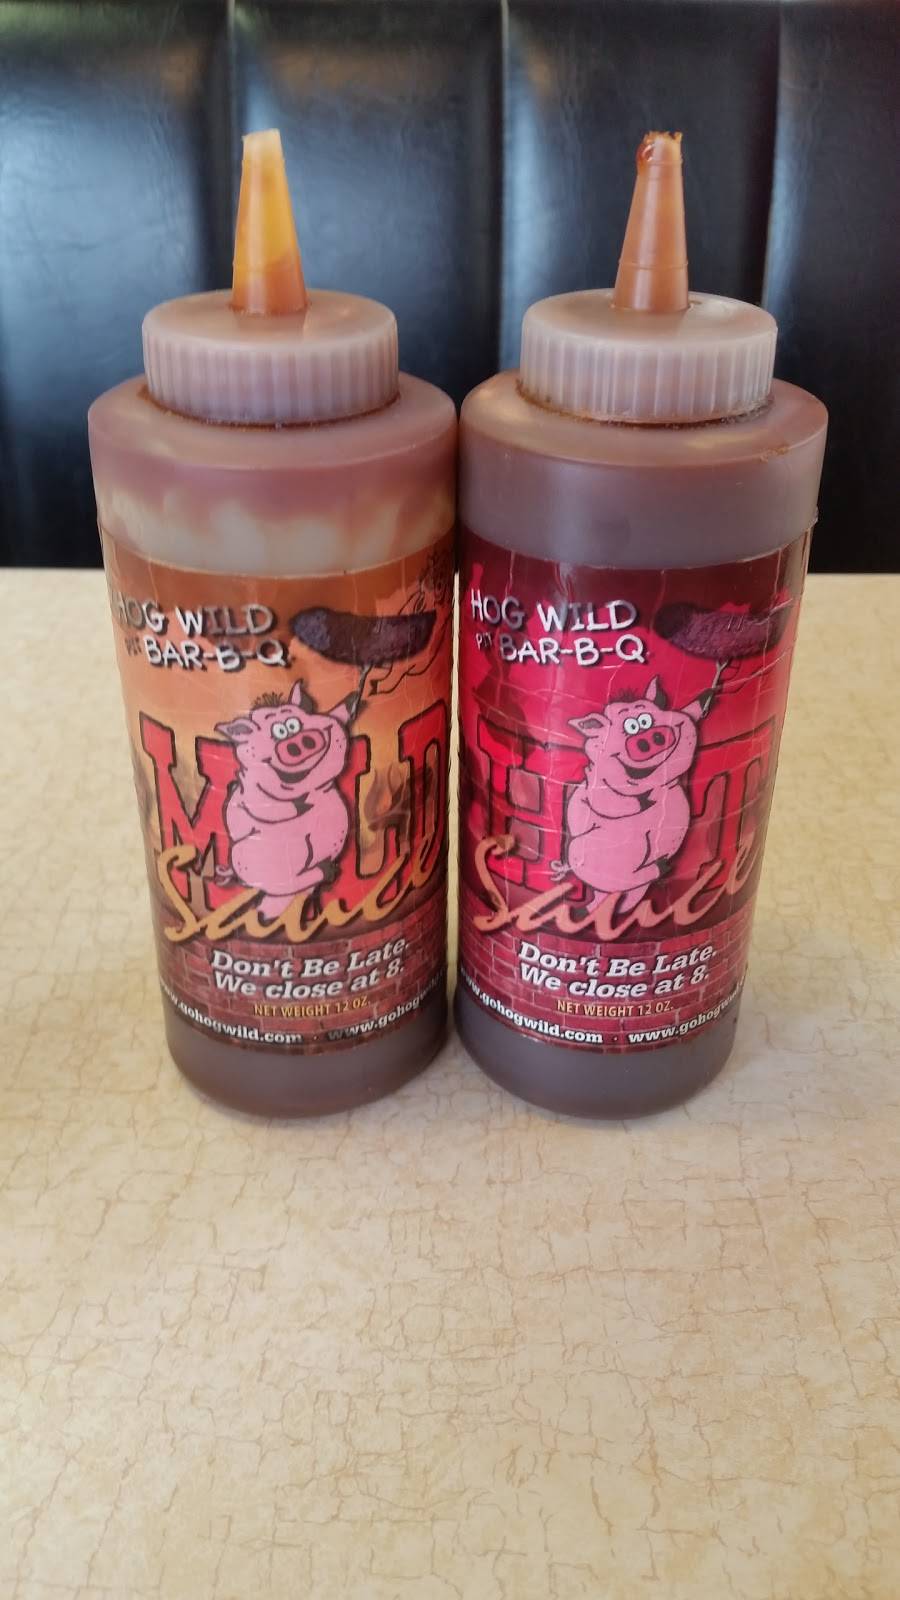 HOG WILD
PIT BAR-B-Q
MILD
Sauce
Don't Be Late.
We close at 8.
NET WEIGHT 12 OZ.
www.gohogwild.com · www.gohogwild
HOG WILD
PIT BAR-B-Q
HOT
Sauce
Don't Be Late.
We close at 8.
NET WEIGHT 12 OZ.
www.gohogwild.com · www.gohogwild